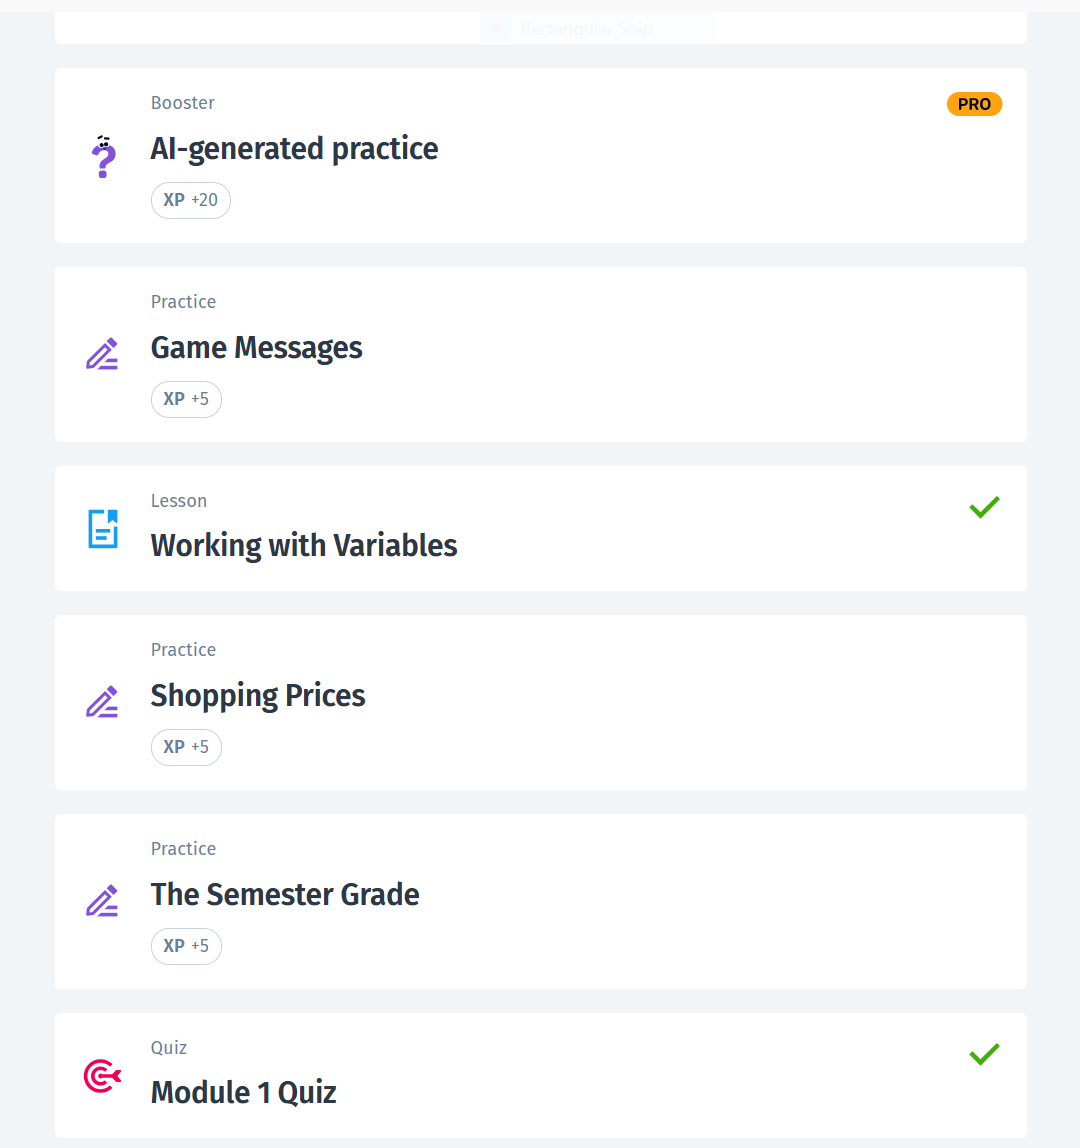 Rectangular Snip
Booster
PRO
AI-generated practice
XP +20
Practice
Game Messages
XP +5
Lesson
Working with Variables
Practice
Shopping Prices
XP +5
Practice
The Semester Grade
XP +5
Quiz
Module 1 Quiz